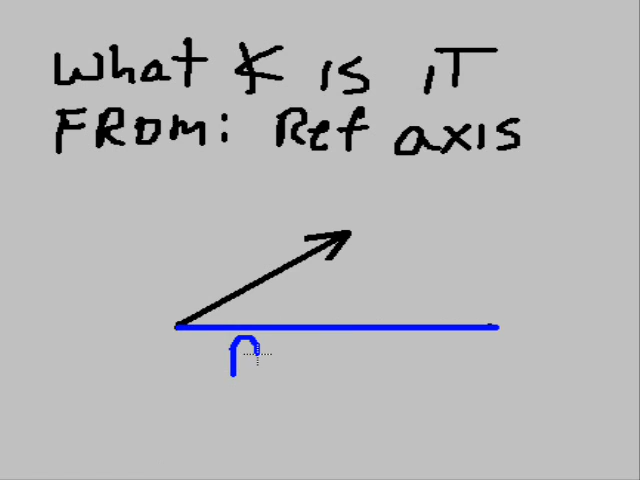 What ∠ is iT
FROM: Ref axis